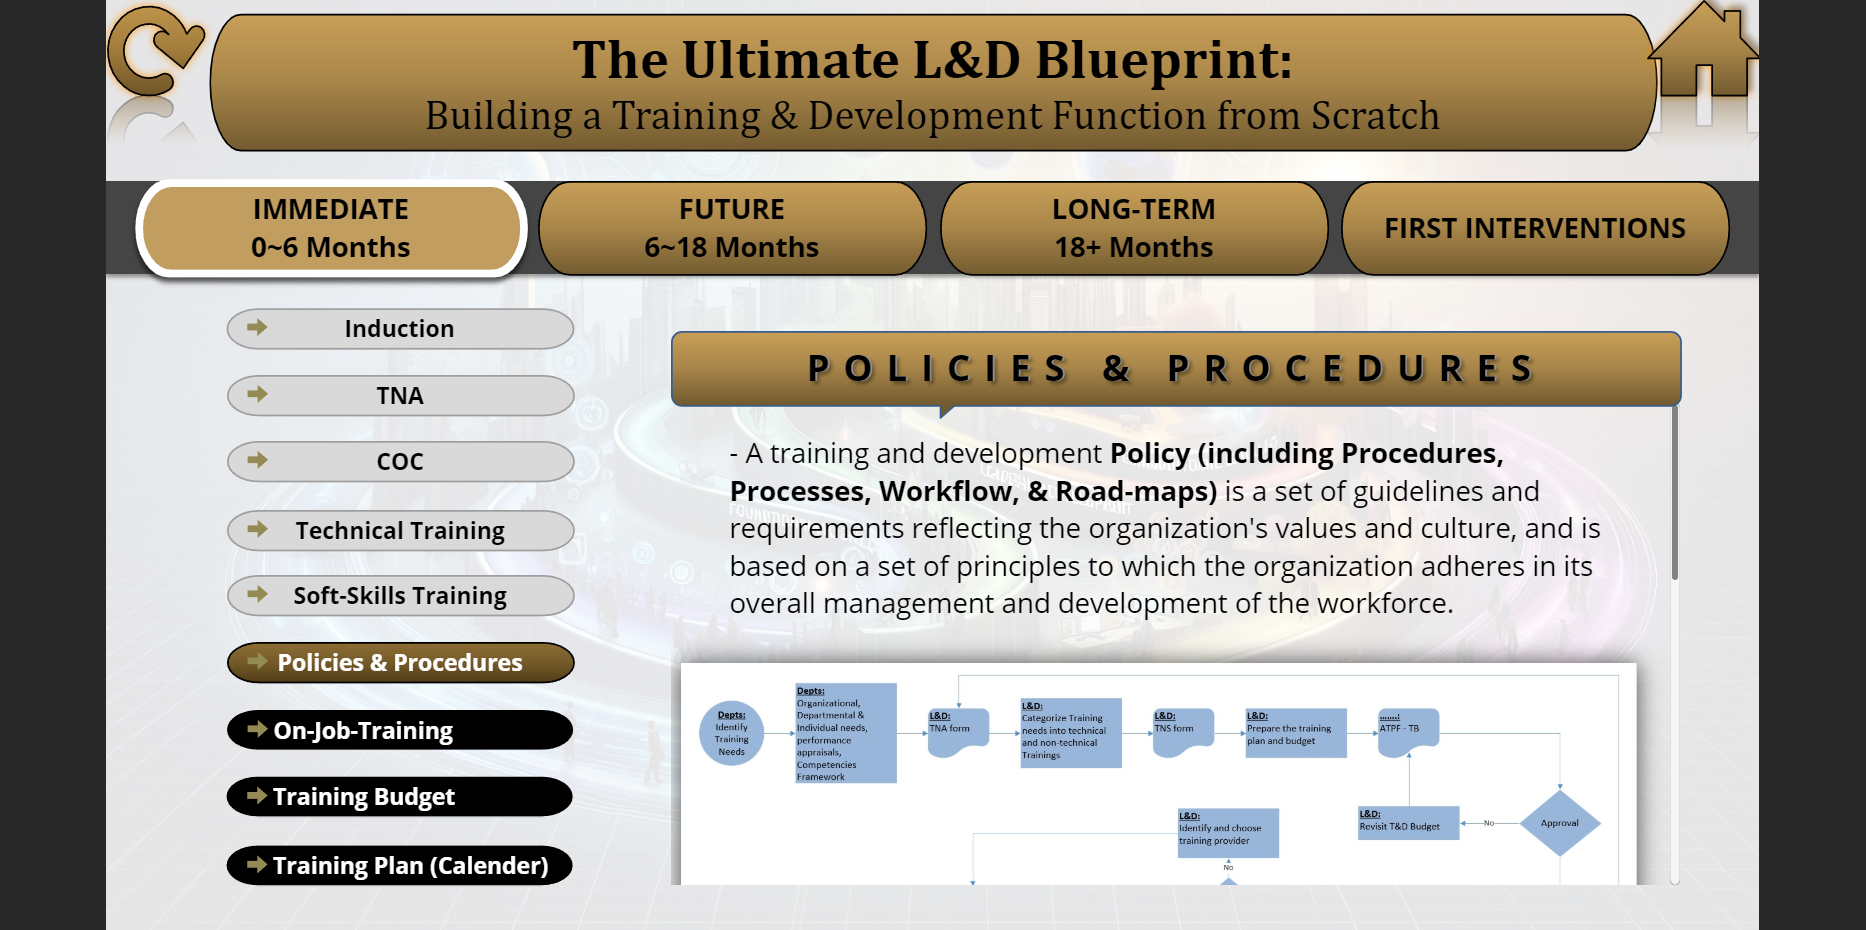 The Ultimate L&D Blueprint:
Building a Training & Development Function from Scratch
IMMEDIATE
0~6 Months
FUTURE
6~18 Months
LONG-TERM
18+ Months
FIRST INTERVENTIONS
Induction
TNA
COC
Technical Training
Soft-Skills Training
Policies & Procedures
On-Job-Training
Training Budget
Training Plan (Calender)
POLICIES & PROCEDURES
- A training and development Policy (including Procedures,
Processes, Workflow, & Road-maps) is a set of guidelines and
requirements reflecting the organization's values and culture, and is
based on a set of principles to which the organization adheres in its
overall management and development of the workforce.
Depts:
Identify
Training
Needs
Depts:
Organizational,
Departmental &
Individual needs,
performance
appraisals,
Competencies
Framework
L&D:
TNA form
L&D:
Categorize Training
needs into technical
and non-technical
Trainings
L&D:
TNS form
L&D:
Prepare the training
plan and budget
.......:
ATPF - TB
L&D:
Identify and choose
training provider
No
L&D:
Revisit T&D Budget
No
Approval